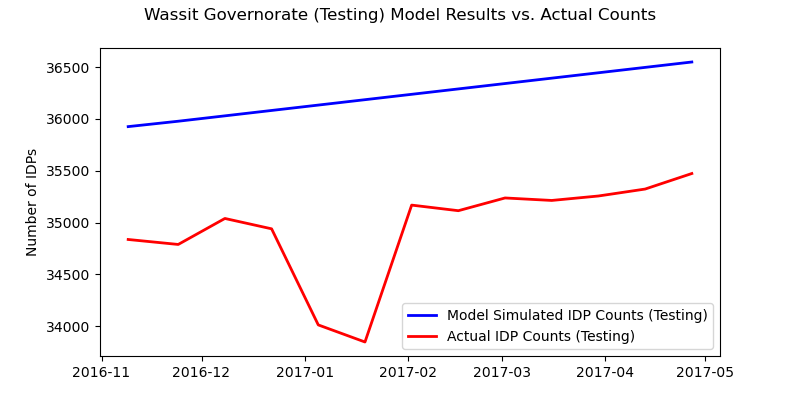 Wassit Governorate (Testing) Model Results vs. Actual Counts
36500
36000
35500
35000
34500
34000
Number of IDPs
Model Simulated IDP Counts (Testing)
Actual IDP Counts (Testing)
2016-11 2016-12 2017-01 2017-02 2017-03 2017-04 2017-05